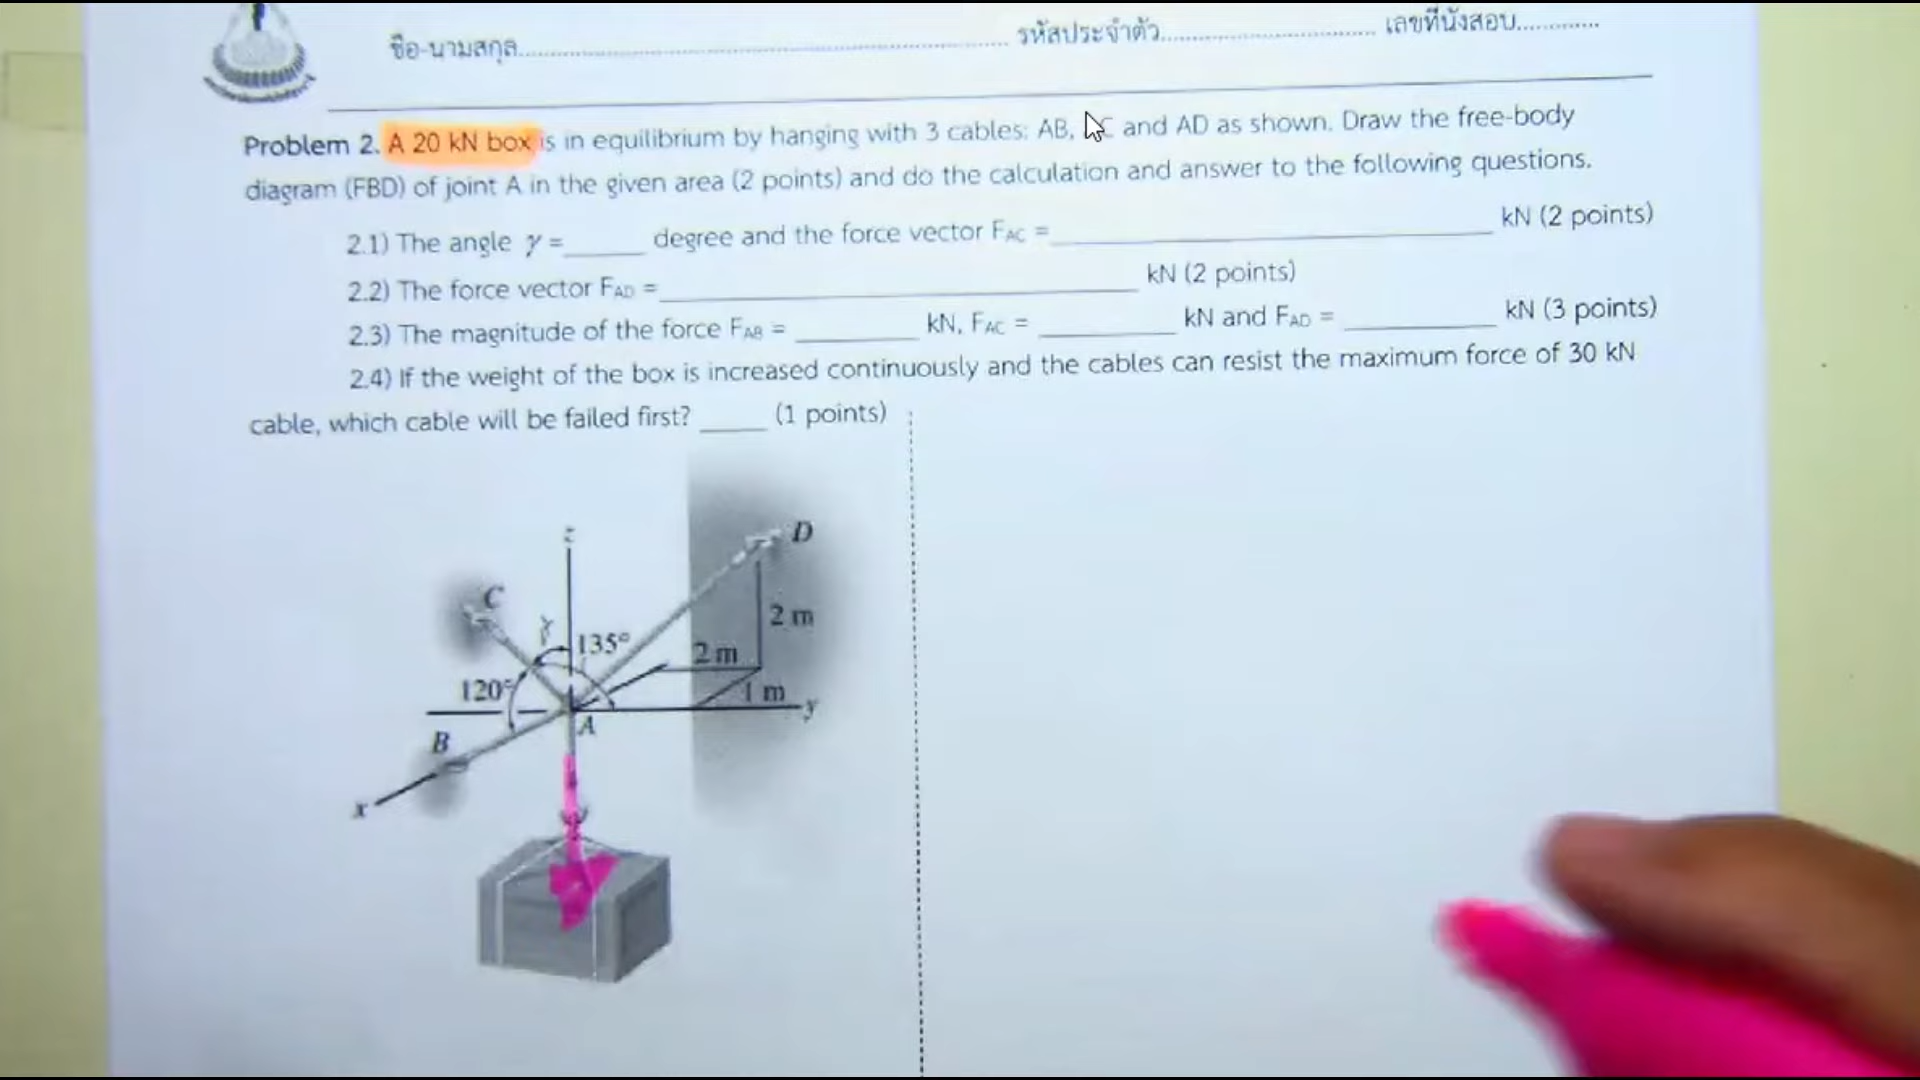 ชื่อ-นามสกุล.......................................................... รหัสประจำตัว.......................... เลขที่นั่งสอบ............
Problem 2. A 20 kN box is in equilibrium by hanging with 3 cables: AB, C and AD as shown. Draw the free-body
diagram (FBD) of joint A in the given area (2 points) and do the calculation and answer to the following questions.
2.1) The angle γ =_____ degree and the force vector FAC =______________________________ kN (2 points)
2.2) The force vector FAD =________________________________ kN (2 points)
2.3) The magnitude of the force FAB = ________ kN, FAC = _________ kN and FAD = __________ kN (3 points)
2.4) If the weight of the box is increased continuously and the cables can resist the maximum force of 30 kN
cable, which cable will be failed first? _____ (1 points)
z
D
C
γ
2 m
135°
2 m
120°
1 m
y
A
B
x